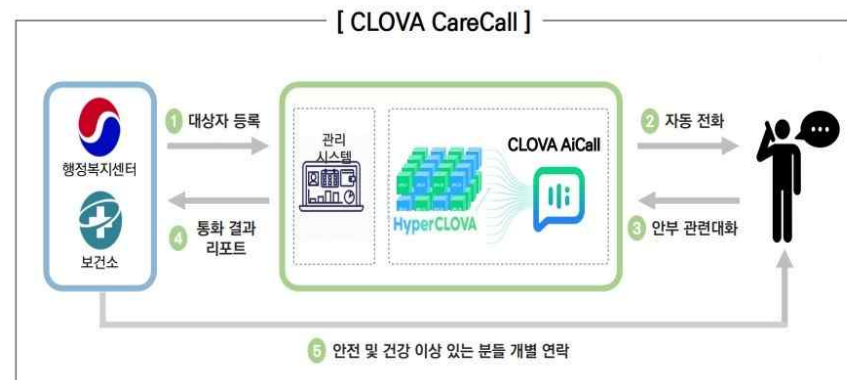 [ CLOVA CareCall ]
행정복지센터
보건소
1 대상자 등록
4 통화 결과
리포트
관리
시스템
HyperCLOVA
CLOVA AiCall
2 자동 전화
3 안부 관련대화
5 안전 및 건강 이상 있는 분들 개별 연락